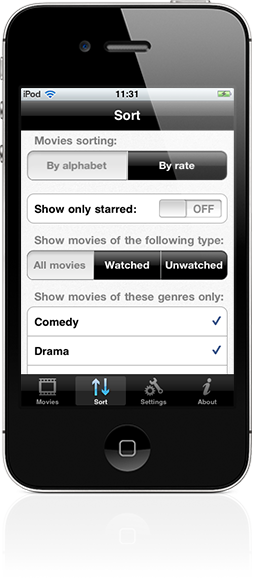 iPod 11:31
Sort
Movies sorting:
By alphabet By rate
Show only starred: OFF
Show movies of the following type:
All movies Watched Unwatched
Show movies of these genres only:
Comedy
Drama
Movies Sort Settings About